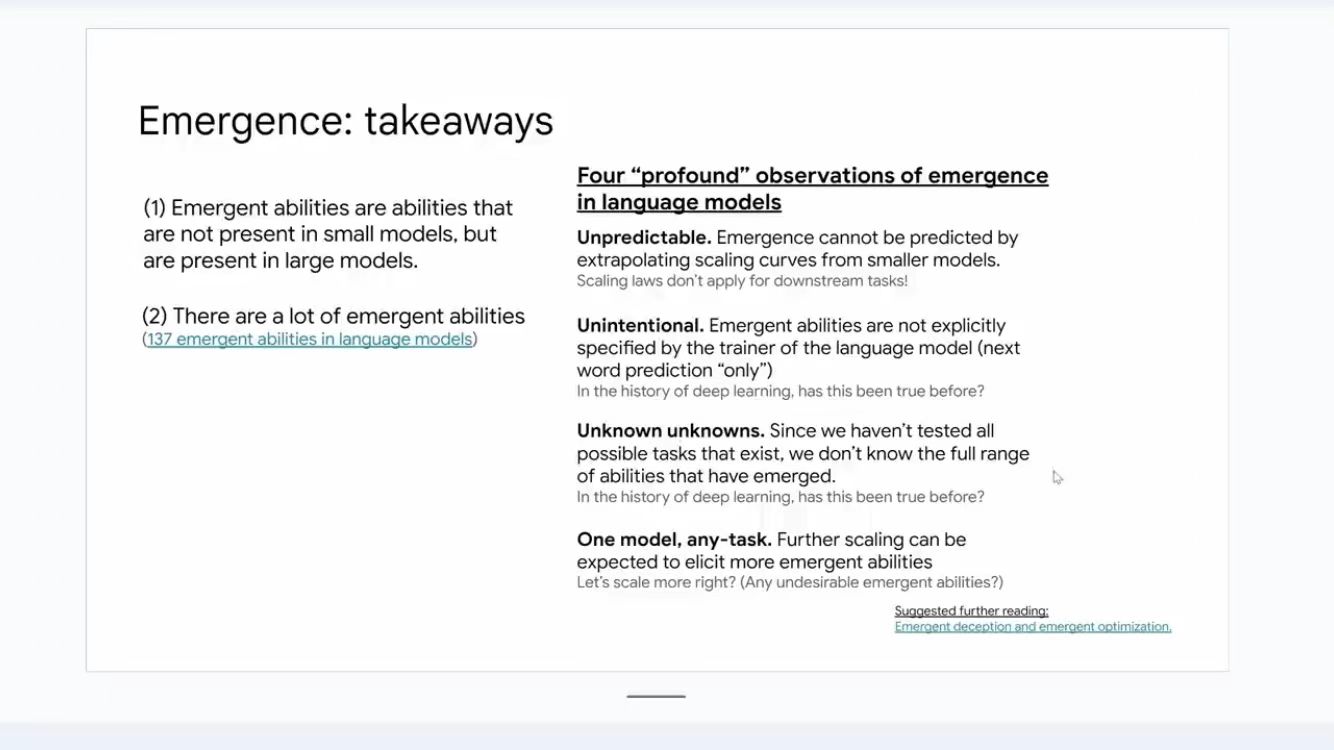 Emergence: takeaways
(1) Emergent abilities are abilities that
are not present in small models, but
are present in large models.
(2) There are a lot of emergent abilities
(137 emergent abilities in language models)
Four “profound” observations of emergence
in language models
Unpredictable. Emergence cannot be predicted by
extrapolating scaling curves from smaller models.
Scaling laws don’t apply for downstream tasks!
Unintentional. Emergent abilities are not explicitly
specified by the trainer of the language model (next
word prediction “only”)
In the history of deep learning, has this been true before?
Unknown unknowns. Since we haven’t tested all
possible tasks that exist, we don’t know the full range
of abilities that have emerged.
In the history of deep learning, has this been true before?
One model, any-task. Further scaling can be
expected to elicit more emergent abilities
Let’s scale more right? (Any undesirable emergent abilities?)
Suggested further reading:
Emergent deception and emergent optimization.